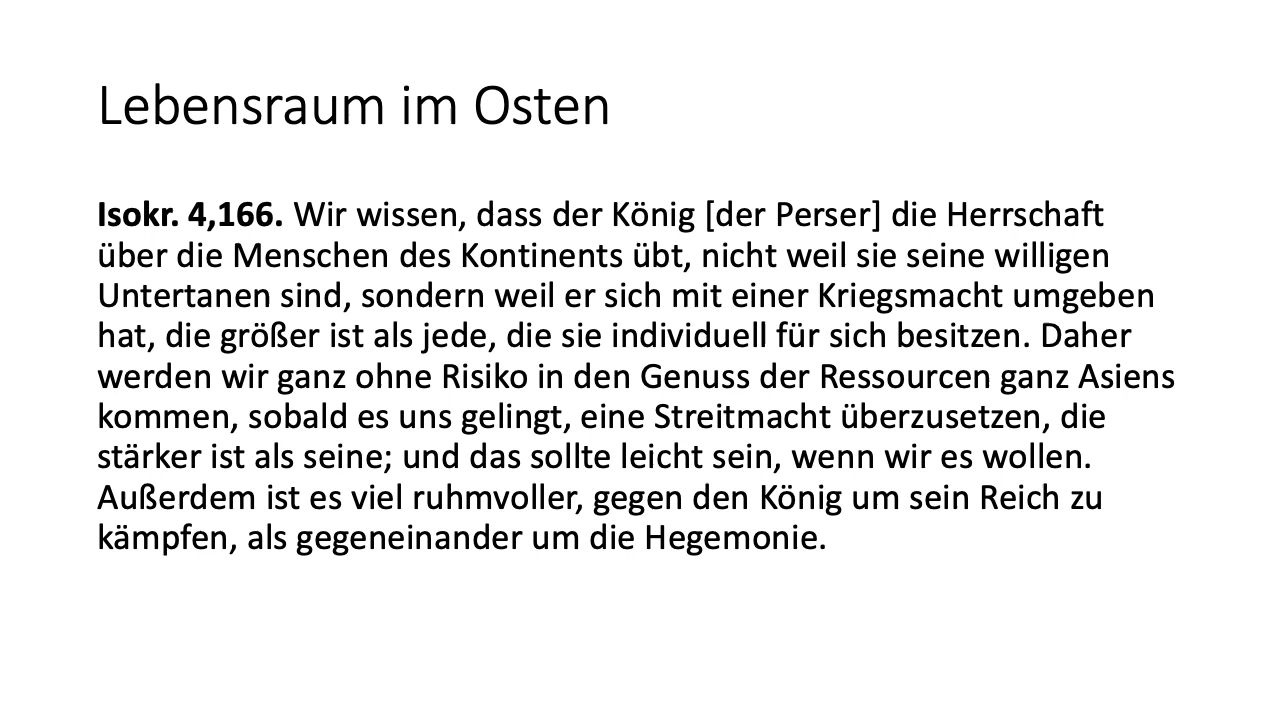 Lebensraum im Osten
Isokr. 4,166. Wir wissen, dass der König [der Perser] die Herrschaft
über die Menschen des Kontinents übt, nicht weil sie seine willigen
Untertanen sind, sondern weil er sich mit einer Kriegsmacht umgeben
hat, die größer ist als jede, die sie individuell für sich besitzen. Daher
werden wir ganz ohne Risiko in den Genuss der Ressourcen ganz Asiens
kommen, sobald es uns gelingt, eine Streitmacht überzusetzen, die
stärker ist als seine; und das sollte leicht sein, wenn wir es wollen.
Außerdem ist es viel ruhmvoller, gegen den König um sein Reich zu
kämpfen, als gegeneinander um die Hegemonie.